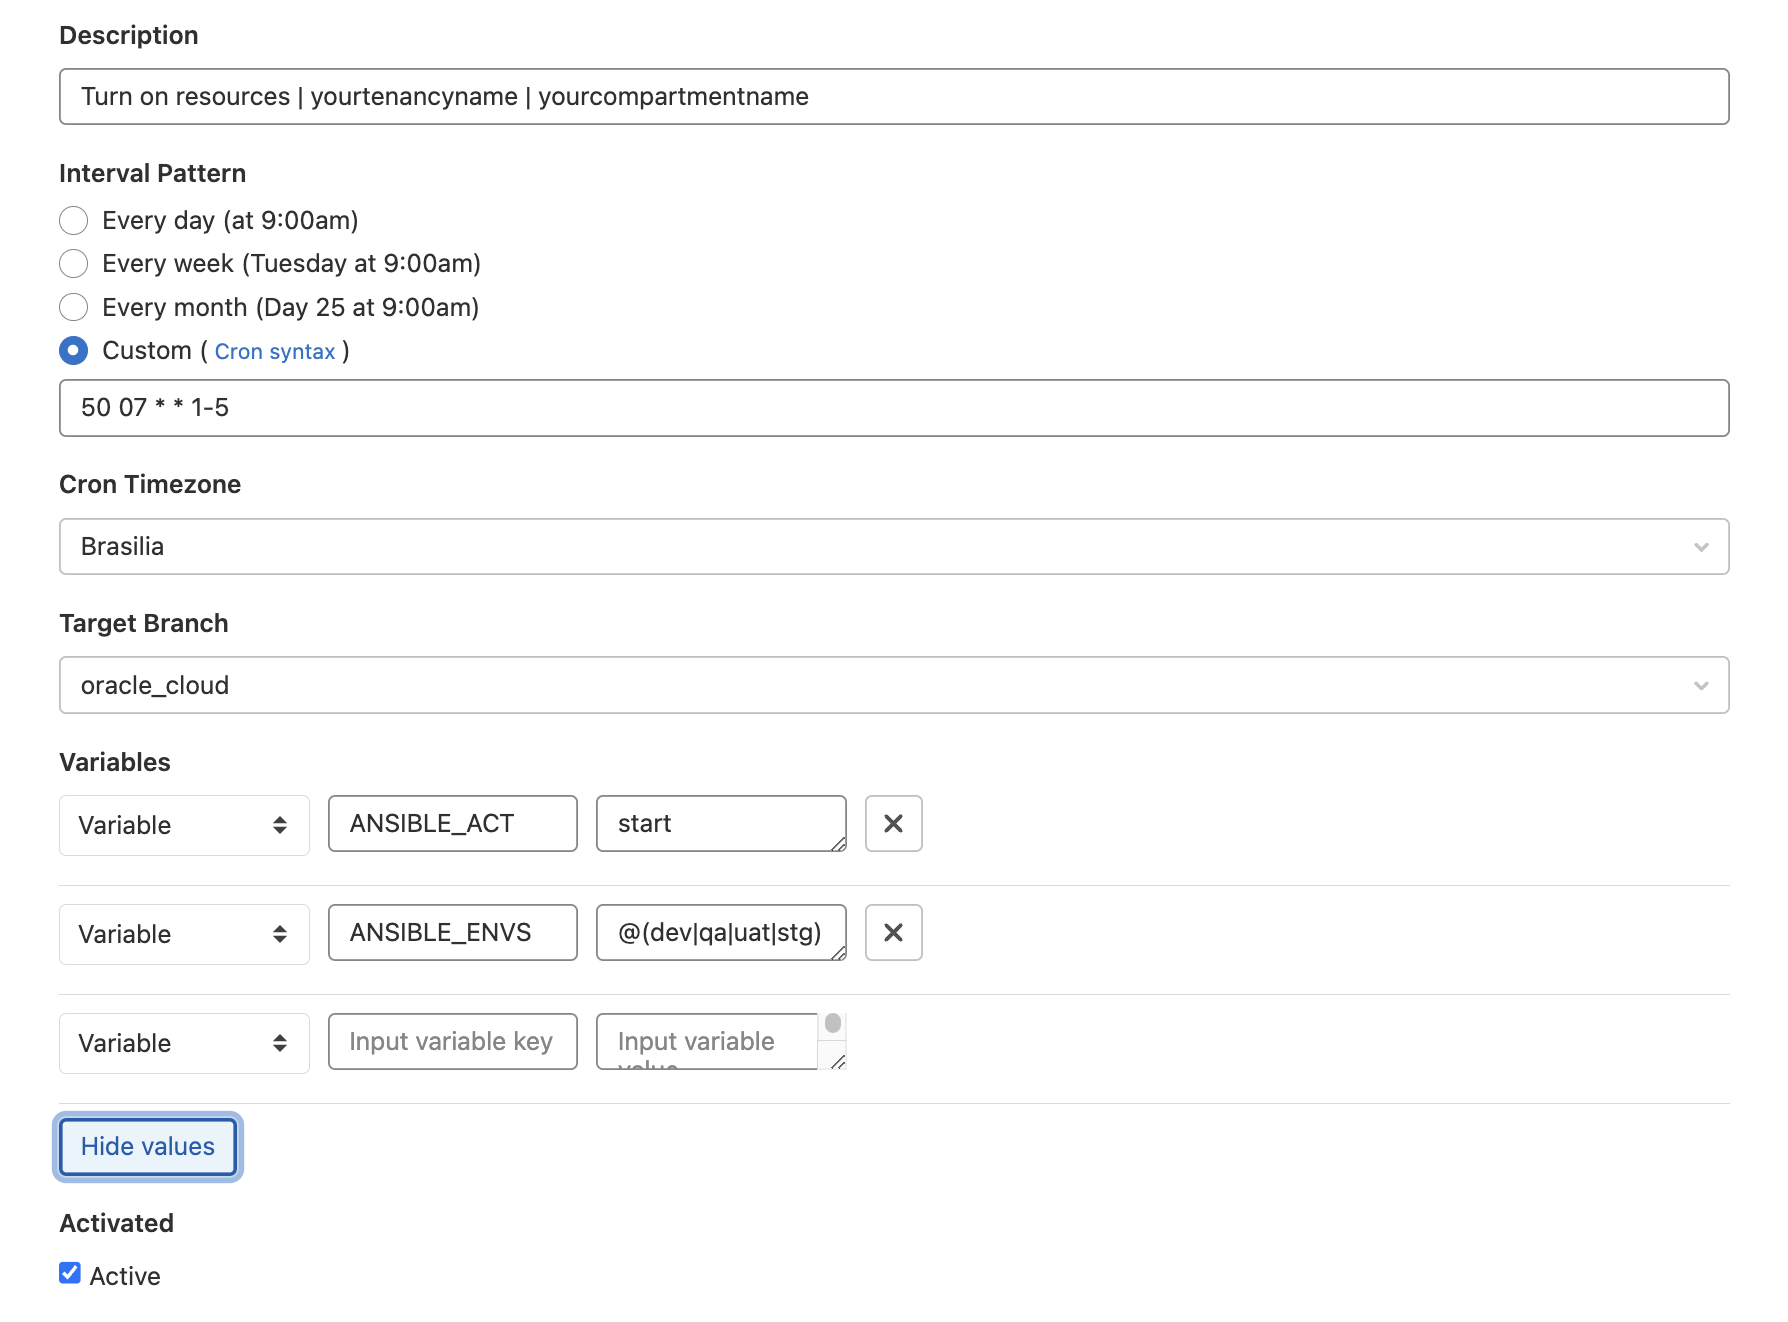 Description
Turn on resources | yourtenancyname | yourcompartmentname
Interval Pattern
Every day (at 9:00am)
Every week (Tuesday at 9:00am)
Every month (Day 25 at 9:00am)
Custom ( Cron syntax )
50 07 * * 1-5
Cron Timezone
Brasilia
Target Branch
oracle_cloud
Variables
Variable ANSIBLE_ACT start
Variable ANSIBLE_ENVS @(dev|qa|uat|stg)
Variable Input variable key Input variable
value
Hide values
Activated
Active